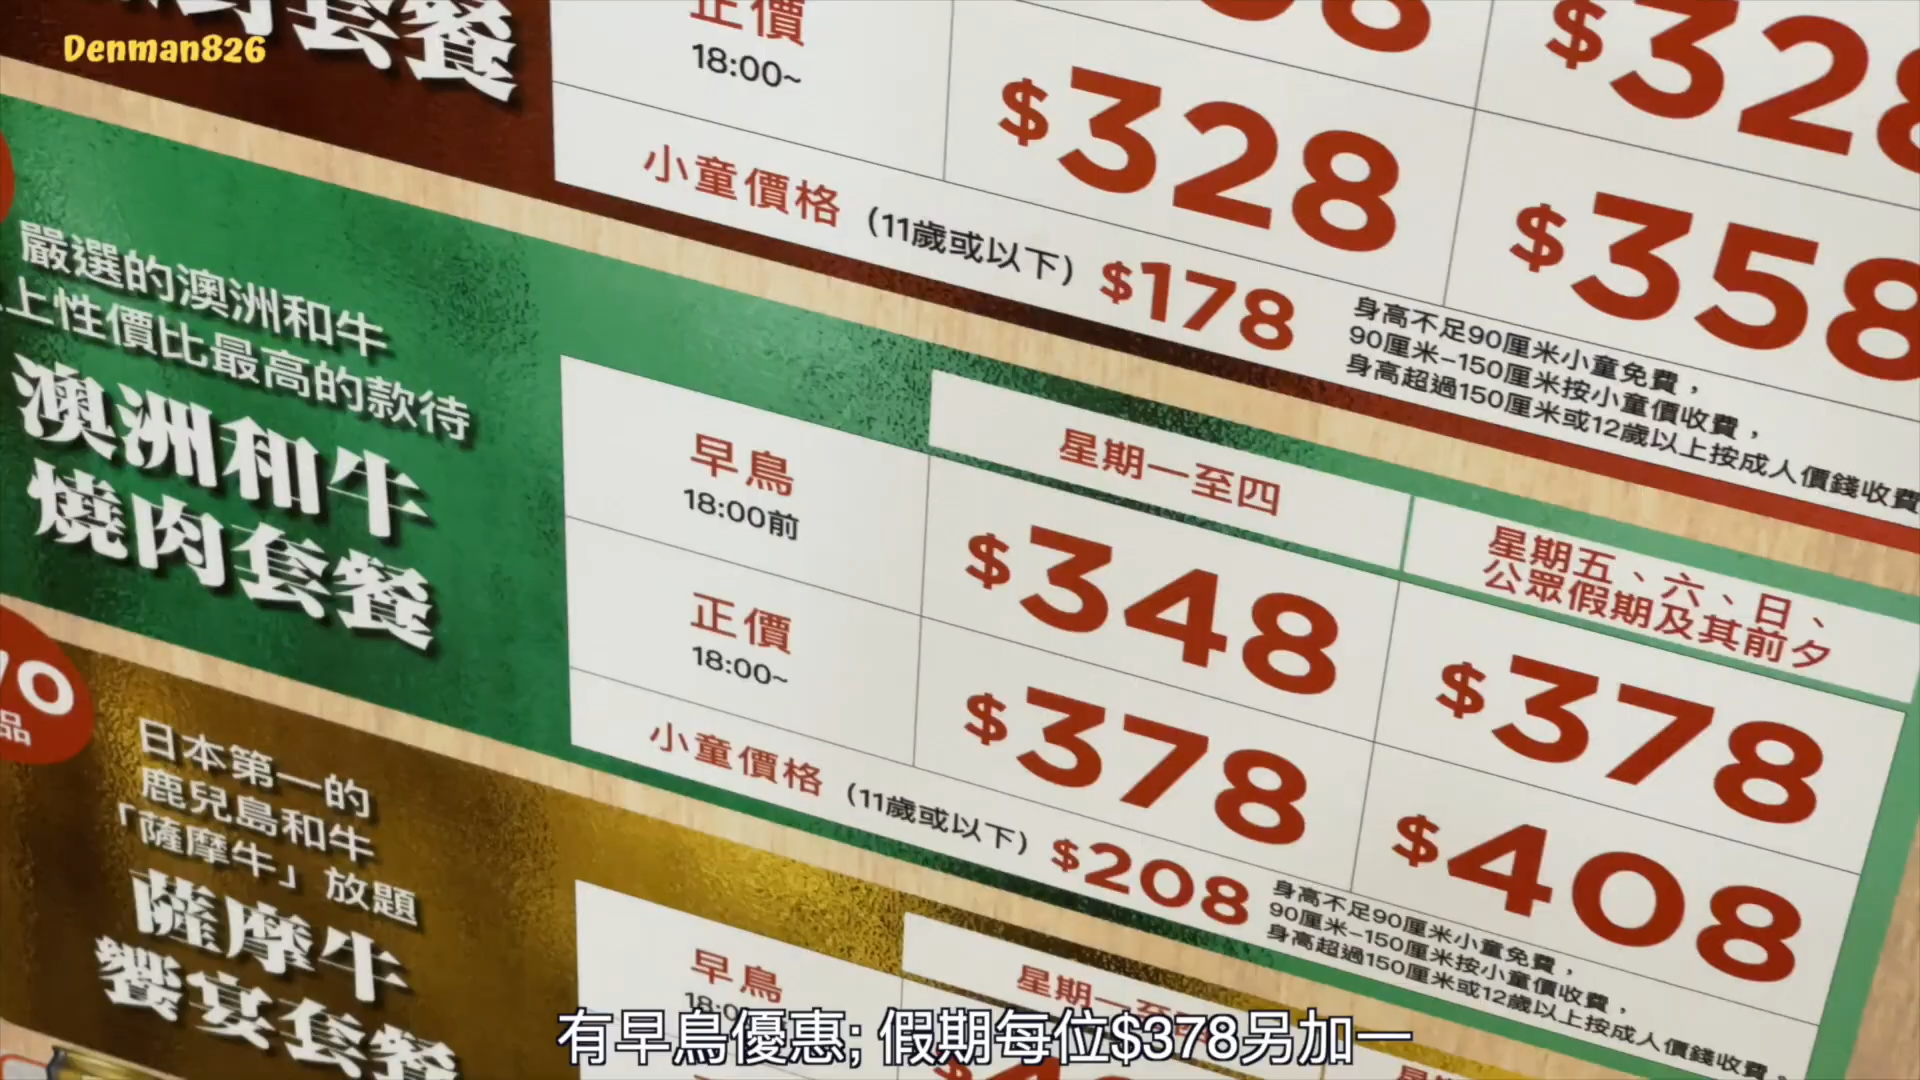 Denman826
套餐
正價
18:00~
$328
$328
$358
小童價格 (11歲或以下) $178
身高不足90厘米小童免費，
90厘米-150厘米按小童價收費，
身高超過150厘米或12歲以上按成人價錢收費
嚴選的澳洲和牛
上性價比最高的款待
澳洲和牛
燒肉套餐
星期一至四
星期五、六、日、
公眾假期及其前夕
早鳥
18:00前
$348
$378
正價
18:00~
$378
$408
小童價格 (11歲或以下) $208
身高不足90厘米小童免費，
90厘米-150厘米按小童價收費，
身高超過150厘米或12歲以上按成人價錢收費。
品
日本第一的
鹿兒島和牛
「薩摩牛」放題
薩摩牛
饗宴套餐
早鳥
星期一至四
有早鳥優惠; 假期每位$378另加一